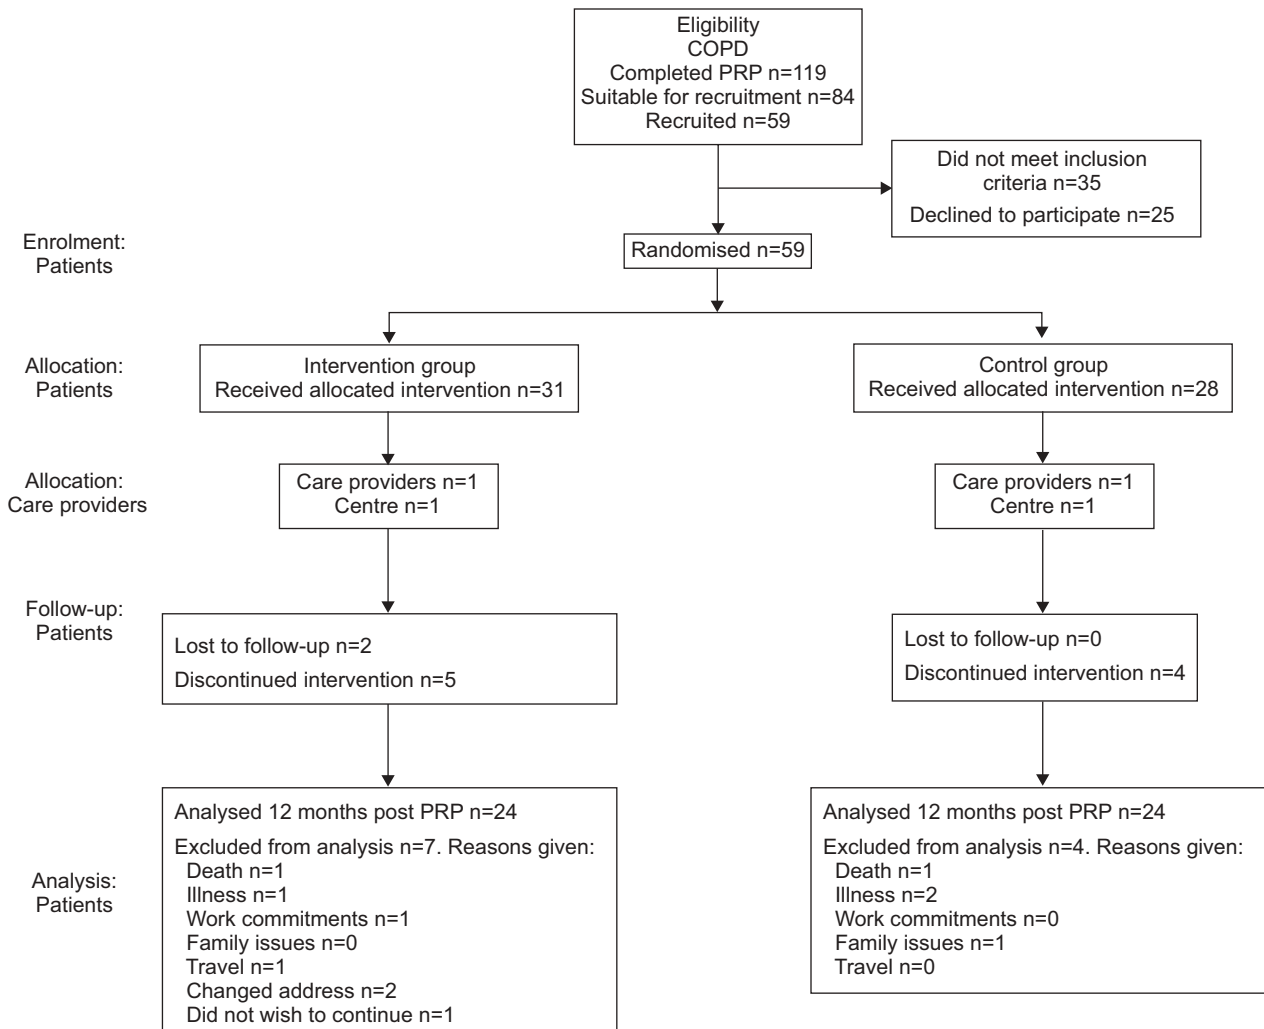 Eligibility
COPD
Completed PRP n=119
Suitable for recruitment n=84
Recruited n=59
Did not meet inclusion
criteria n=35
Declined to participate n=25
Enrolment:
Patients
Randomised n=59
Allocation:
Patients
Intervention group
Received allocated intervention n=31
Control group
Received allocated intervention n=28
Allocation:
Care providers
Care providers n=1
Centre n=1
Care providers n=1
Centre n=1
Follow-up:
Patients
Lost to follow-up n=2
Discontinued intervention n=5
Lost to follow-up n=0
Discontinued intervention n=4
Analysis:
Patients
Analysed 12 months post PRP n=24
Excluded from analysis n=7. Reasons given:
Death n=1
Illness n=1
Work commitments n=1
Family issues n=0
Travel n=1
Changed address n=2
Did not wish to continue n=1
Analysed 12 months post PRP n=24
Excluded from analysis n=4. Reasons given:
Death n=1
Illness n=2
Work commitments n=0
Family issues n=1
Travel n=0